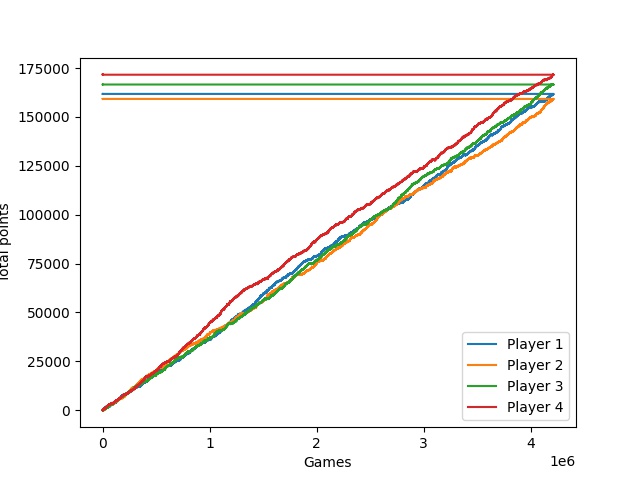 175000
150000
125000
100000
75000
50000
25000
0
Total points
0 1 2 3 4
1e6
Games
Player 1
Player 2
Player 3
Player 4